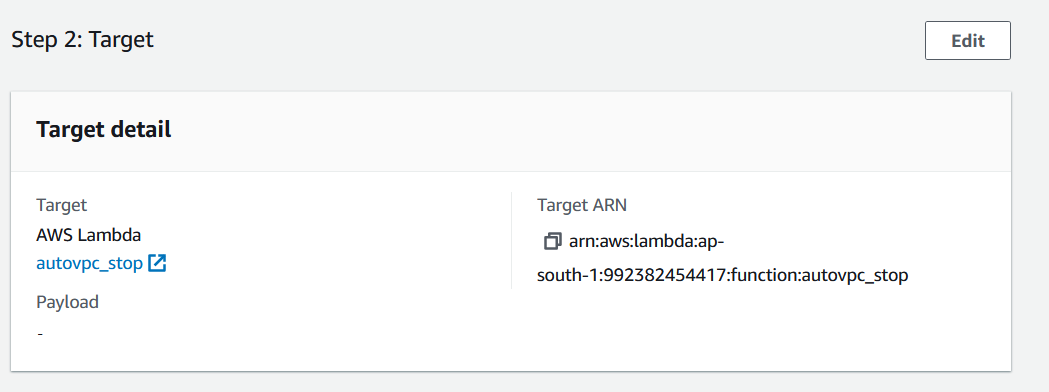 Step 2: Target
Edit
Target detail
Target
AWS Lambda
autovpc_stop
Payload
-
Target ARN
arn:aws:lambda:ap-
south-1:992382454417:function:autovpc_stop